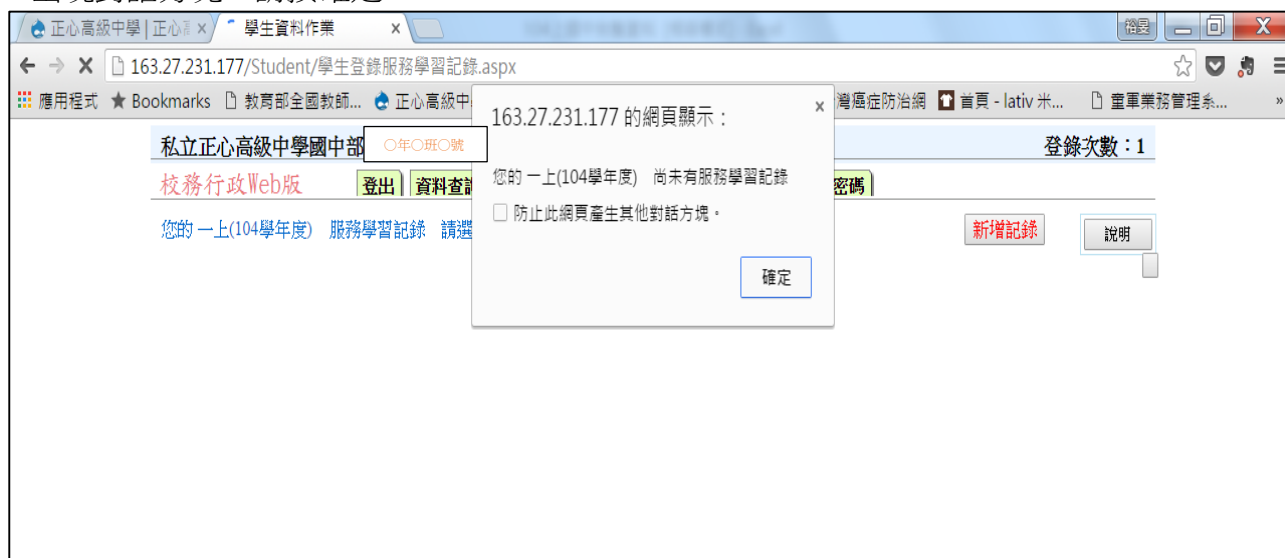 正心高級中學 | 正心高 × 學生資料作業 × 裕旻
163.27.231.177/Student/學生登錄服務學習記錄.aspx
應用程式 Bookmarks 教育部全國教師... 正心高級中 灣癌症防治網 首頁 - lativ 米... 童軍業務管理系... »
163.27.231.177 的網頁顯示: ×
私立正心高級中學國中部 ○年○班○號 登錄次數:1
您的 一上(104學年度) 尚未有服務學習記錄
校務行政Web版 登出 資料查 密碼
防止此網頁產生其他對話方塊。
您的 一上(104學年度) 服務學習記錄 請選 新增記錄 說明
確定